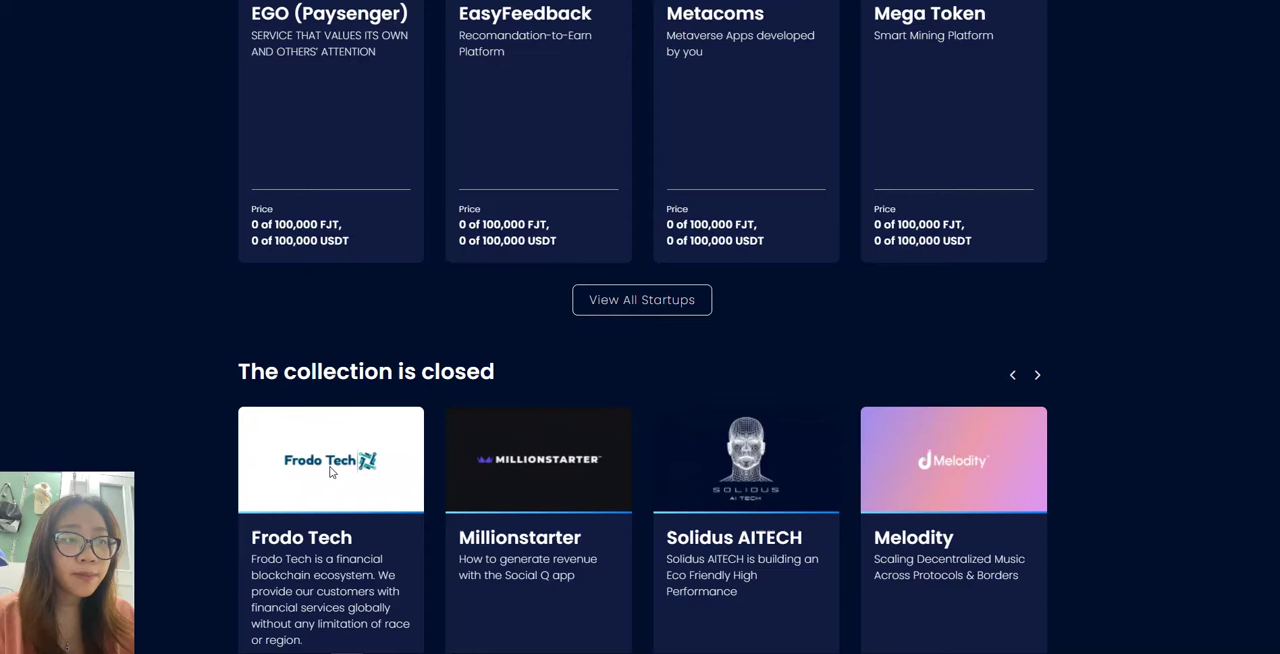 EGO (Paysenger)
SERVICE THAT VALUES ITS OWN
AND OTHERS' ATTENTION
Price
0 of 100,000 FJT,
0 of 100,000 USDT
EasyFeedback
Recomandation-to-Earn
Platform
Price
0 of 100,000 FJT,
0 of 100,000 USDT
Metacoms
Metaverse Apps developed
by you
Price
0 of 100,000 FJT,
0 of 100,000 USDT
Mega Token
Smart Mining Platform
Price
0 of 100,000 FJT,
0 of 100,000 USDT
View All Startups
The collection is closed
Frodo Tech
Frodo Tech
Frodo Tech is a financial
blockchain ecosystem. We
provide our customers with
financial services globally
without any limitation of race
or region.
MILLIONSTARTER
Millionstarter
How to generate revenue
with the Social Q app
SOLIDUS
AI TECH
Solidus AITECH
Solidus AITECH is building an
Eco Friendly High
Performance
Melodity
Melodity
Scaling Decentralized Music
Across Protocols & Borders